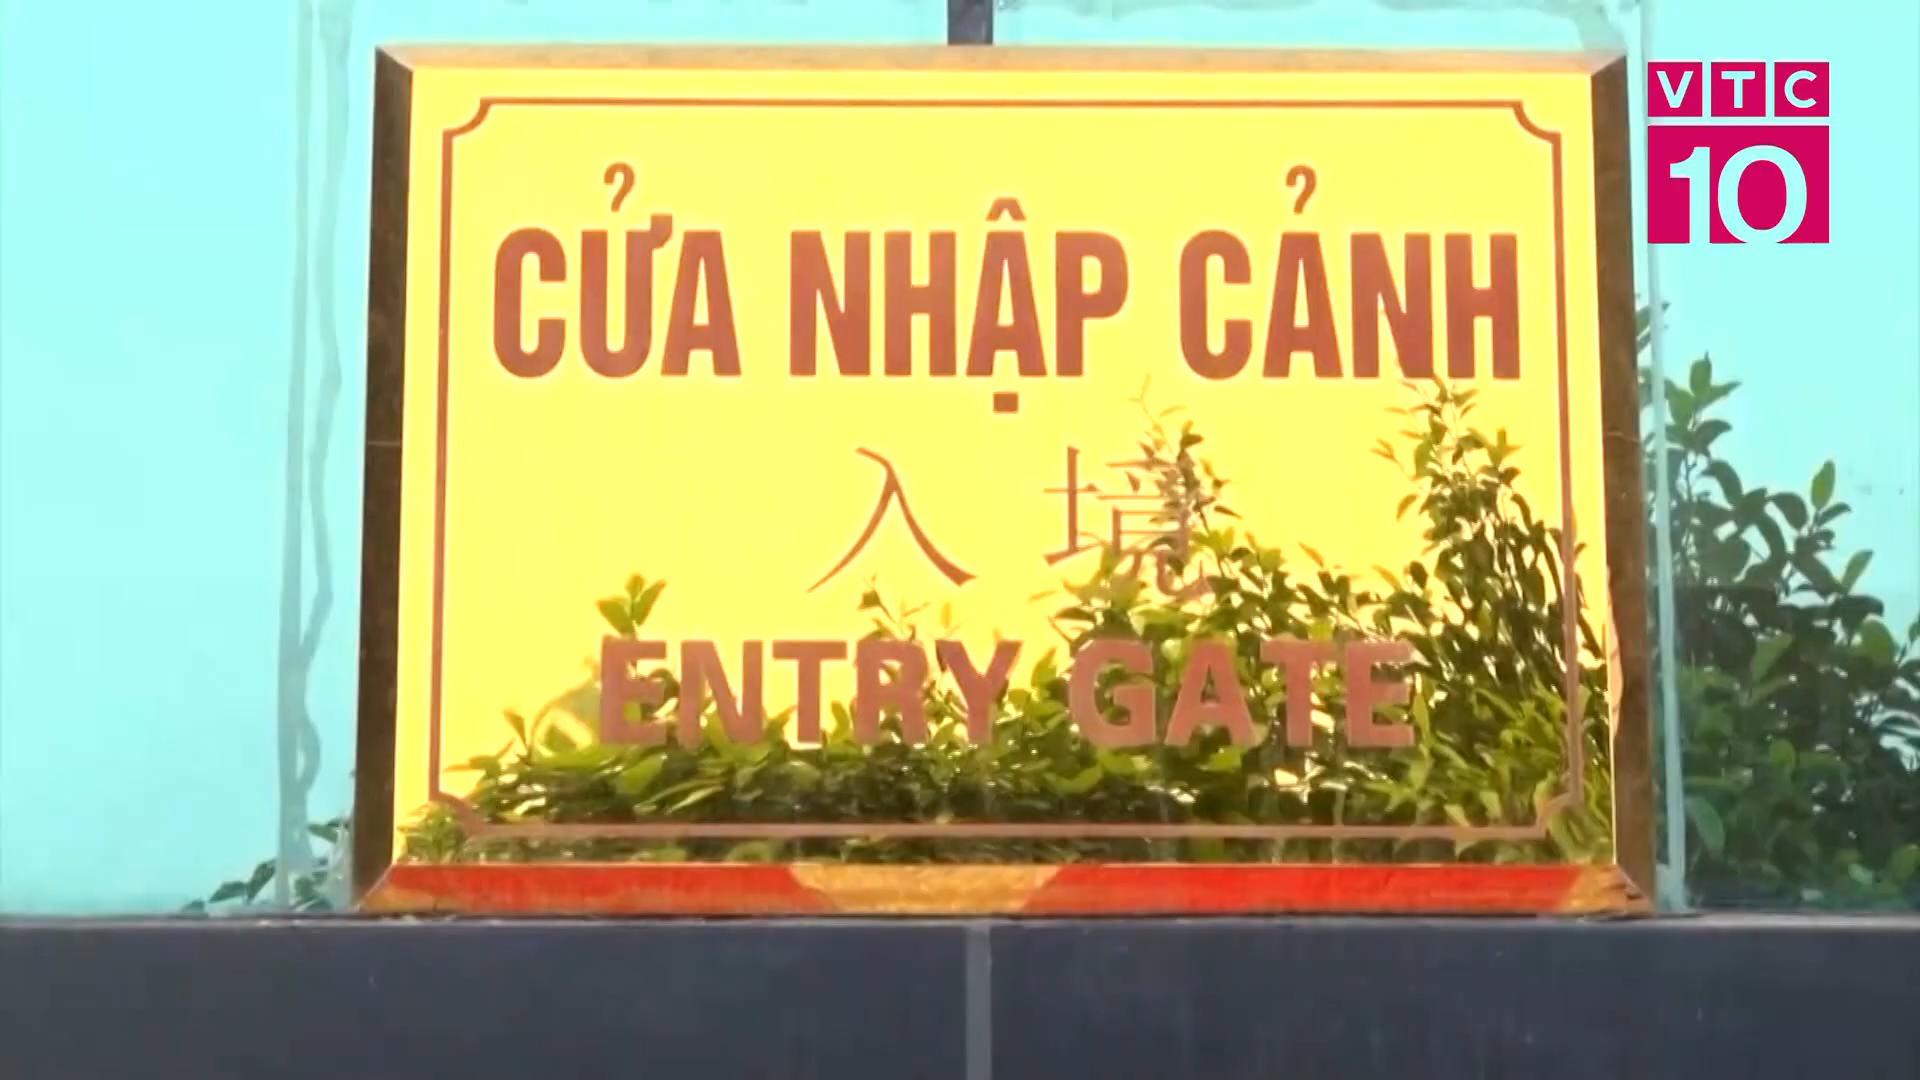 VTC
10
CỬA NHẬP CẢNH
入境
ENTRY GATE